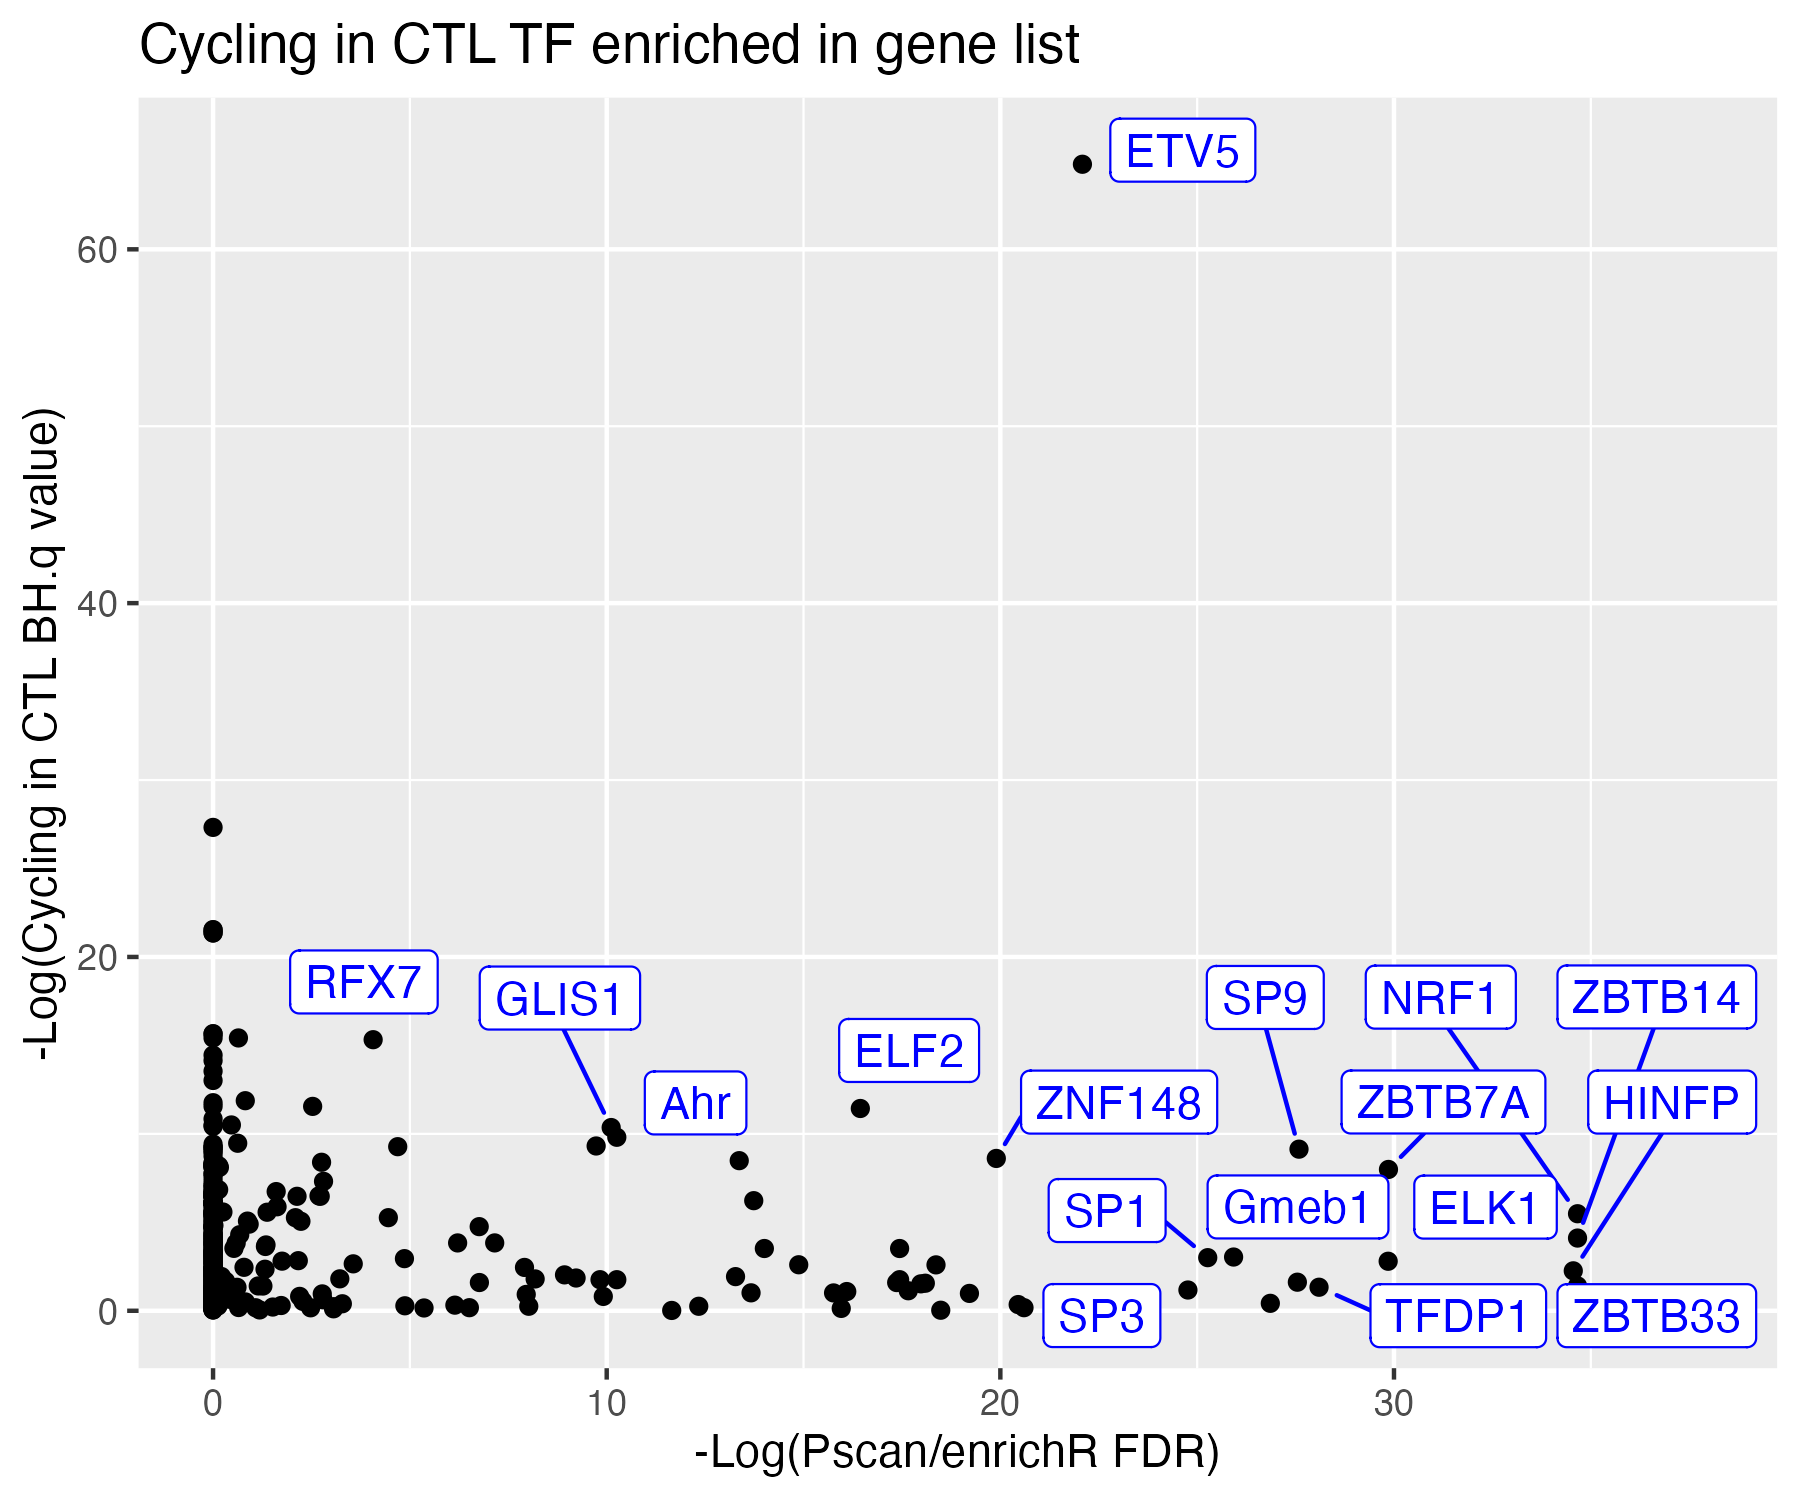 Cycling in CTL TF enriched in gene list
ETV5
60
-Log(Cycling in CTL BH.q value)
40
20
RFX7
GLIS1
SP9
NRF1
ZBTB14
ELF2
Ahr
ZNF148
ZBTB7A
HINFP
SP1
Gmeb1
ELK1
0
SP3
TFDP1
ZBTB33
0
10
20
30
-Log(Pscan/enrichR FDR)